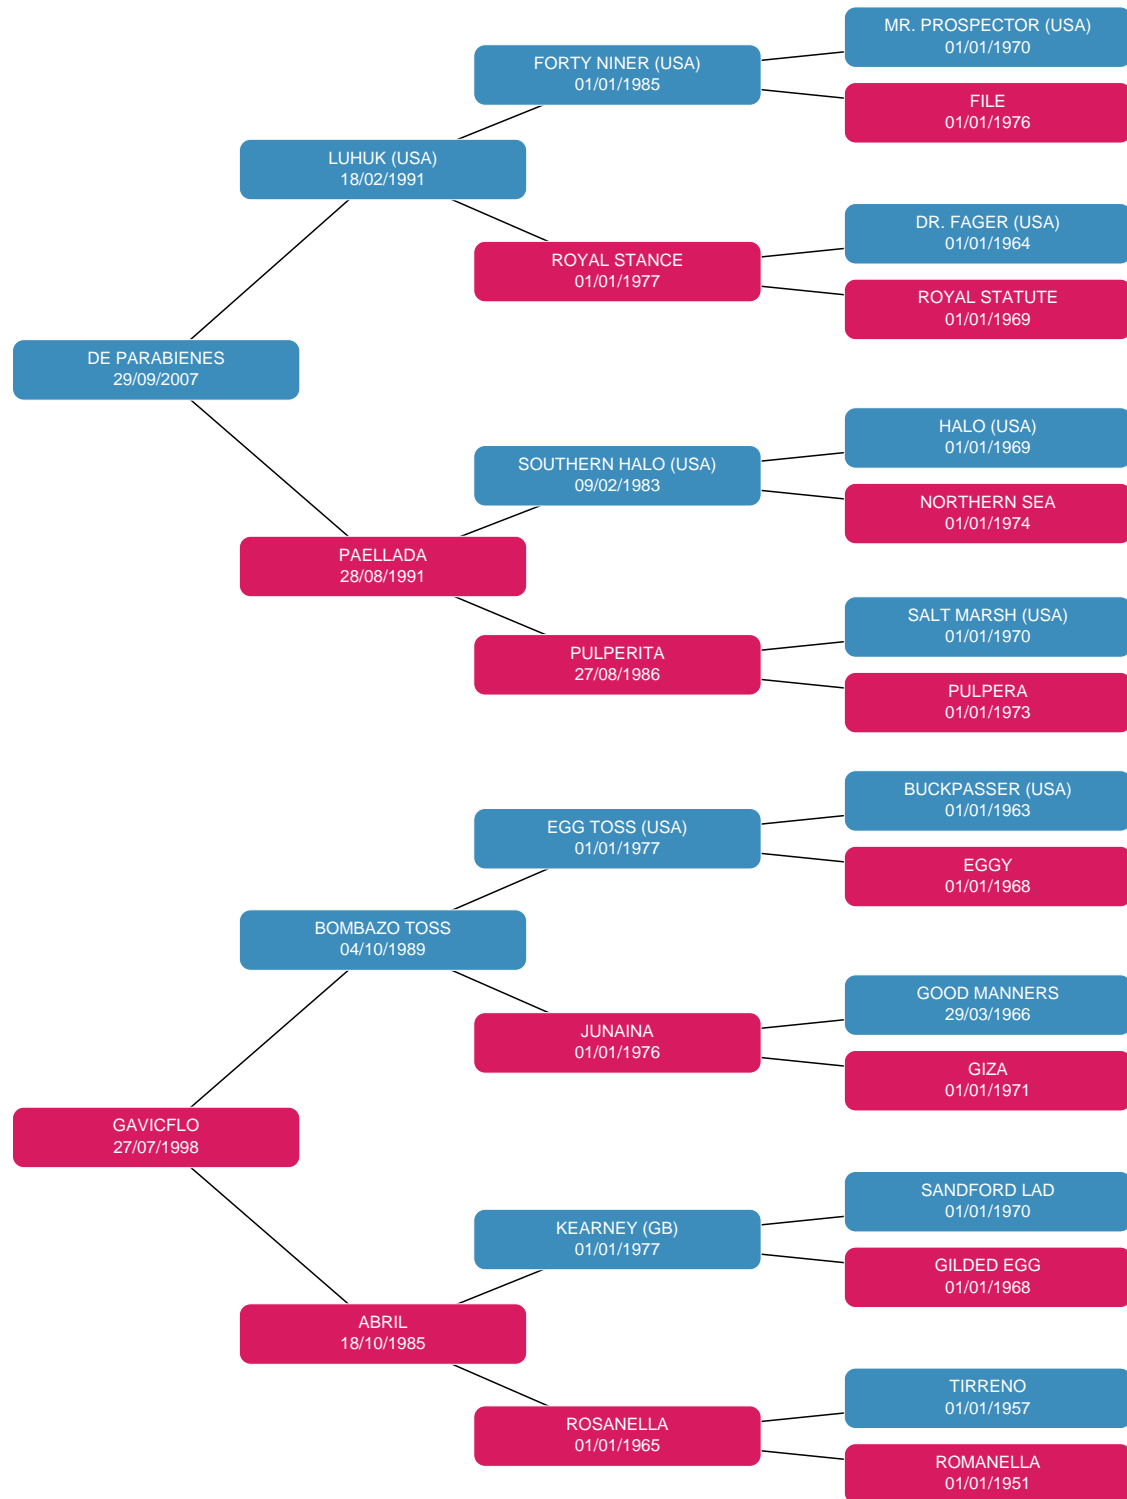 MR. PROSPECTOR (USA)
01/01/1970
FORTY NINER (USA)
01/01/1985
FILE
01/01/1976
LUHUK (USA)
18/02/1991
DR. FAGER (USA)
01/01/1964
ROYAL STANCE
01/01/1977
ROYAL STATUTE
01/01/1969
DE PARABIENES
29/09/2007
HALO (USA)
01/01/1969
SOUTHERN HALO (USA)
09/02/1983
NORTHERN SEA
01/01/1974
PAELLADA
28/08/1991
SALT MARSH (USA)
01/01/1970
PULPERITA
27/08/1986
PULPERA
01/01/1973
BUCKPASSER (USA)
01/01/1963
EGG TOSS (USA)
01/01/1977
EGGY
01/01/1968
BOMBAZO TOSS
04/10/1989
GOOD MANNERS
29/03/1966
JUNAINA
01/01/1976
GIZA
01/01/1971
GAVICFLO
27/07/1998
SANDFORD LAD
01/01/1970
KEARNEY (GB)
01/01/1977
GILDED EGG
01/01/1968
ABRIL
18/10/1985
TIRRENO
01/01/1957
ROSANELLA
01/01/1965
ROMANELLA
01/01/1951